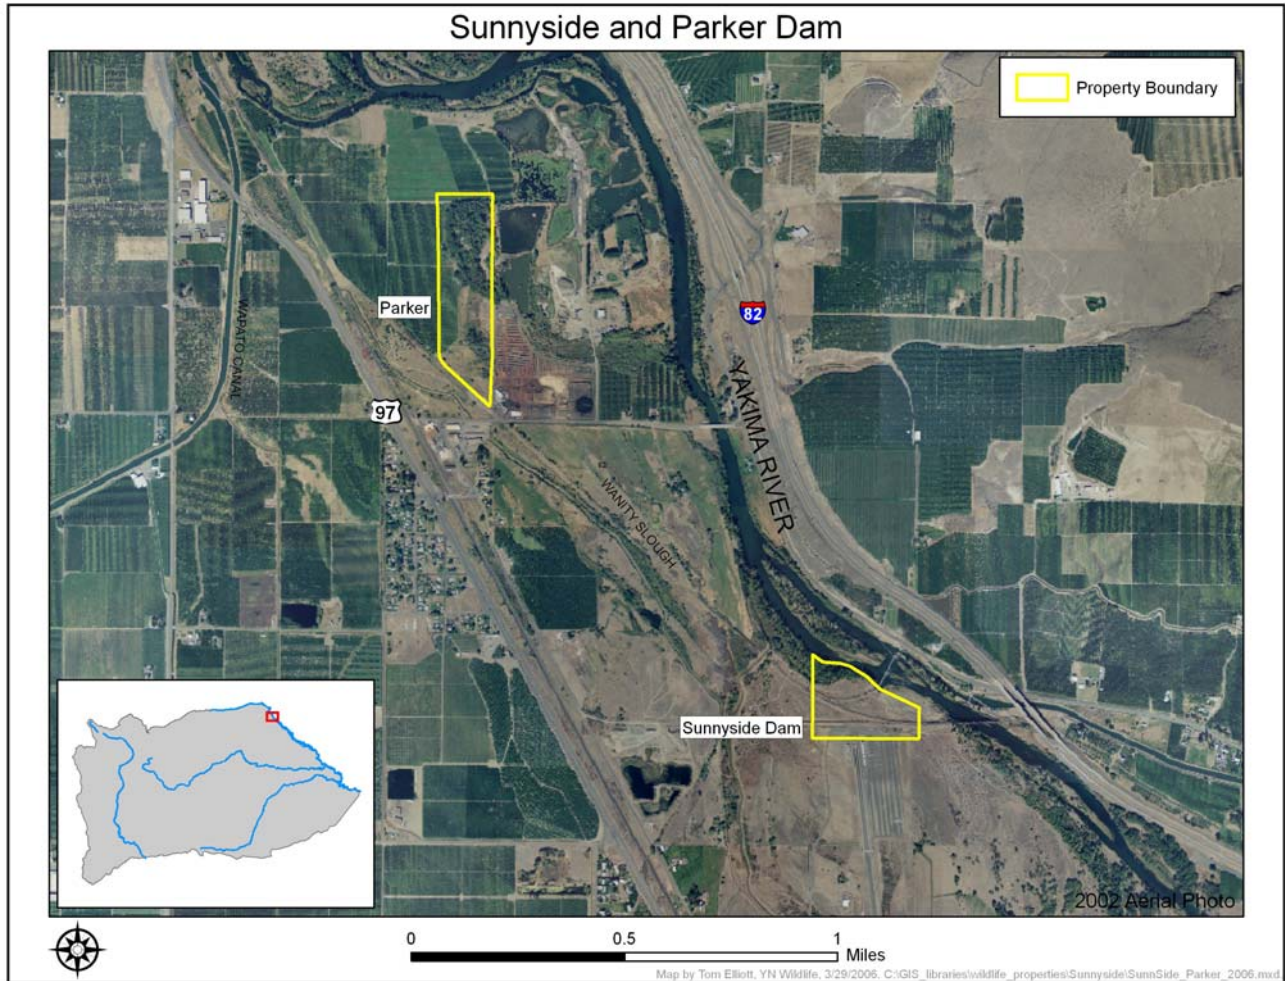 Sunnyside and Parker Dam
Property Boundary
Parker
82
WAPATO CANAL
97
YAKIMA RIVER
WANITY SLOUGH
Sunnyside Dam
2002 Aerial Photo
0 0.5 1
Miles
Map by Tom Elliott, YN Wildlife, 3/29/2006, C:\GIS_libraries\wildlife_properties\Sunnyside\SunnSide_Parker_2006.mxd